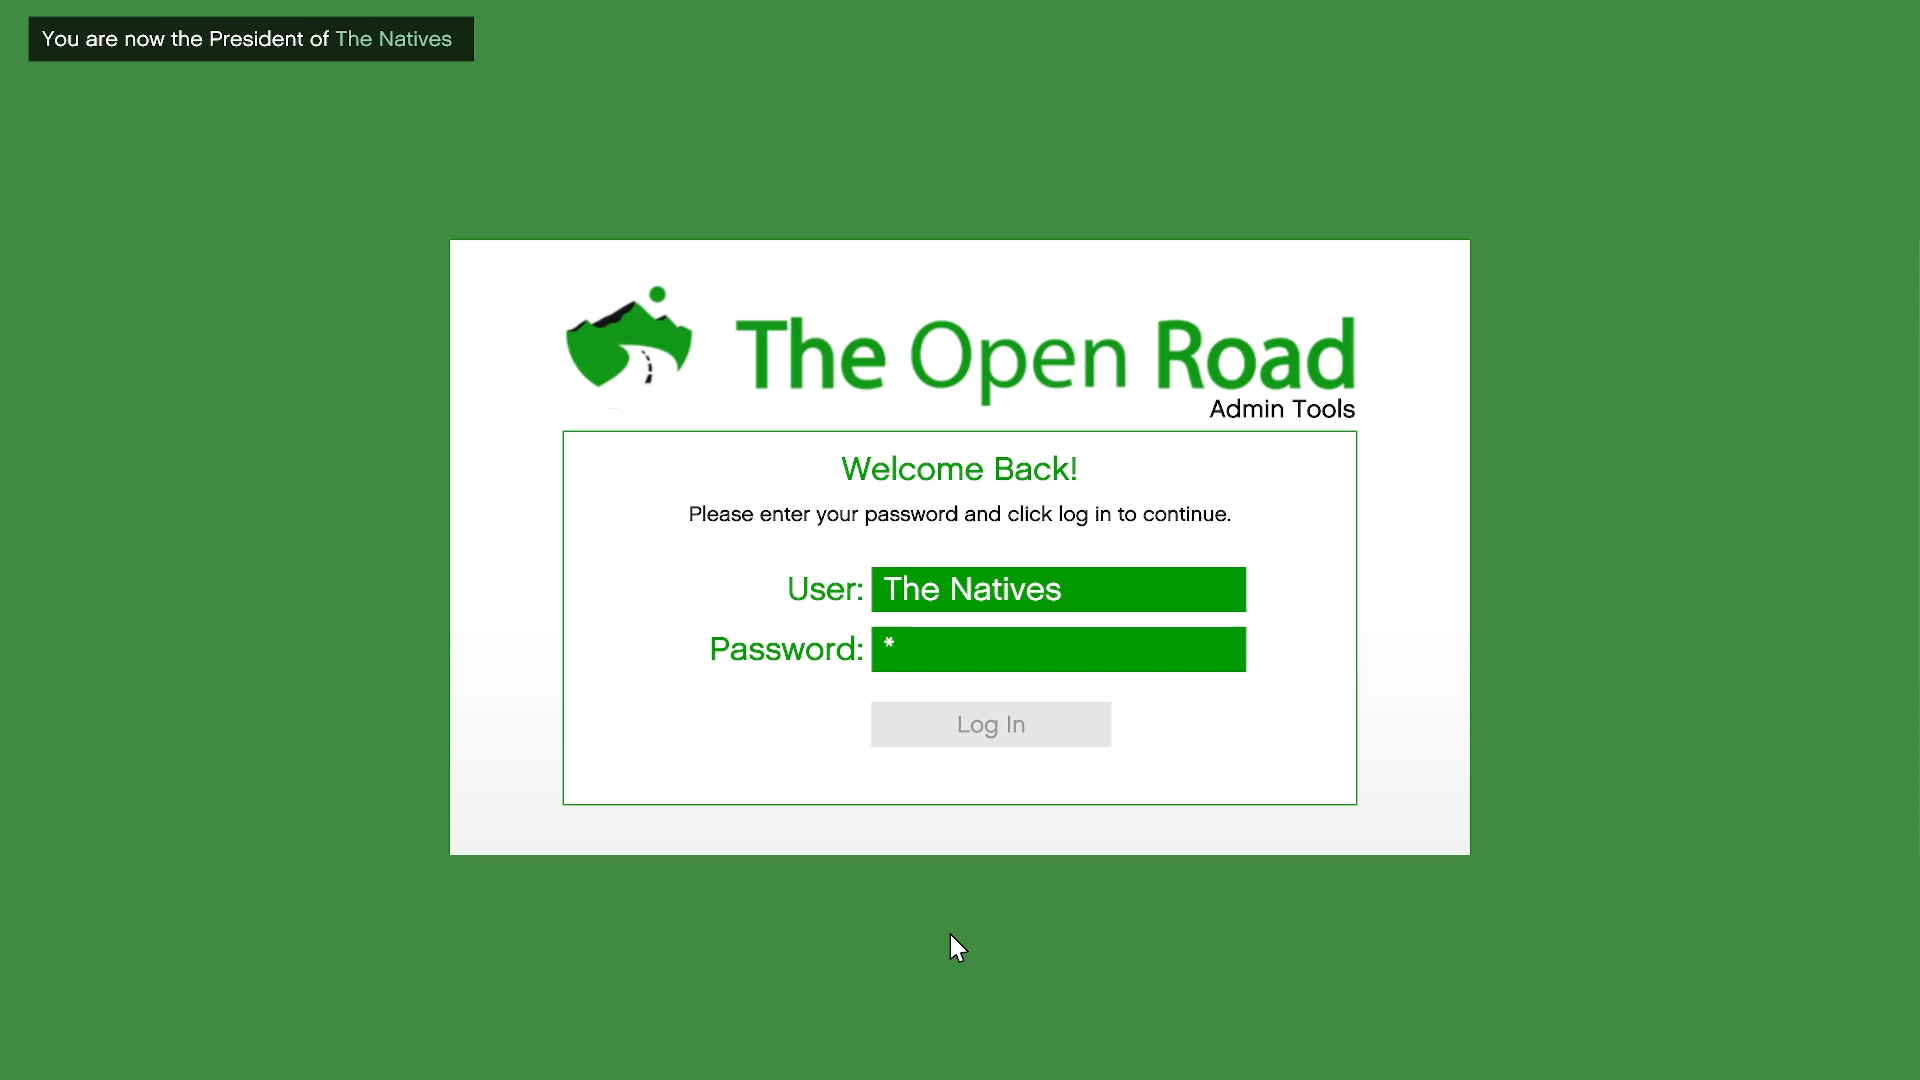 You are now the President of The Natives
The Open Road
Admin Tools
Welcome Back!
Please enter your password and click log in to continue.
User: The Natives
Password: *
Log In